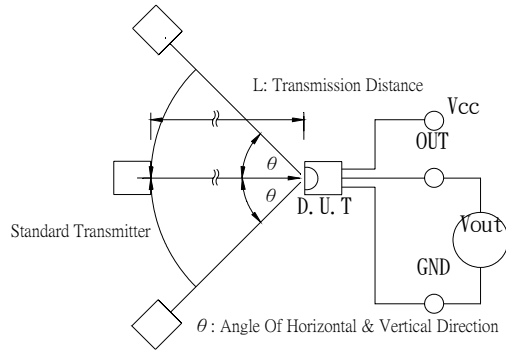 L: Transmission Distance
Vcc
OUT
θ
θ
D.U.T
Standard Transmitter
Vout
GND
θ: Angle Of Horizontal & Vertical Direction